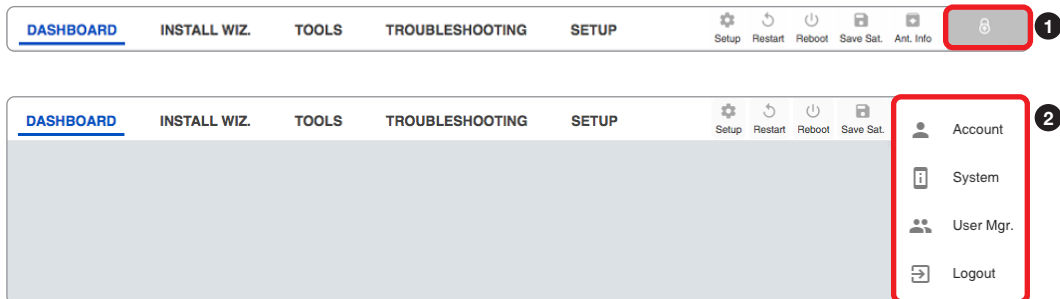 DASHBOARD INSTALL WIZ. TOOLS TROUBLESHOOTING SETUP Setup Restart Reboot Save Sat. Ant. Info 1
DASHBOARD INSTALL WIZ. TOOLS TROUBLESHOOTING SETUP Setup Restart Reboot Save Sat. 2
Account
System
User Mgr.
Logout